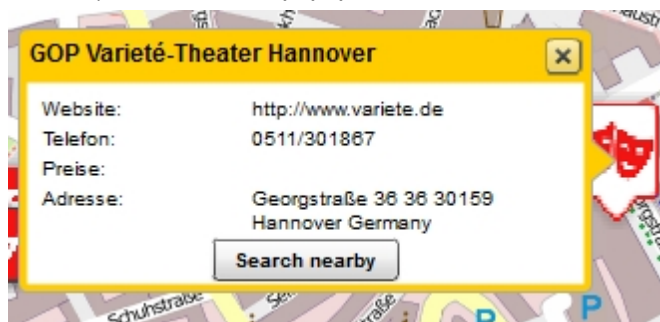 GOP Varieté-Theater Hannover
Website: http://www.variete.de
Telefon: 0511/301867
Preise:
Adresse: Georgstraße 36 36 30159
Hannover Germany
Search nearby
Schuhstraße
P
P